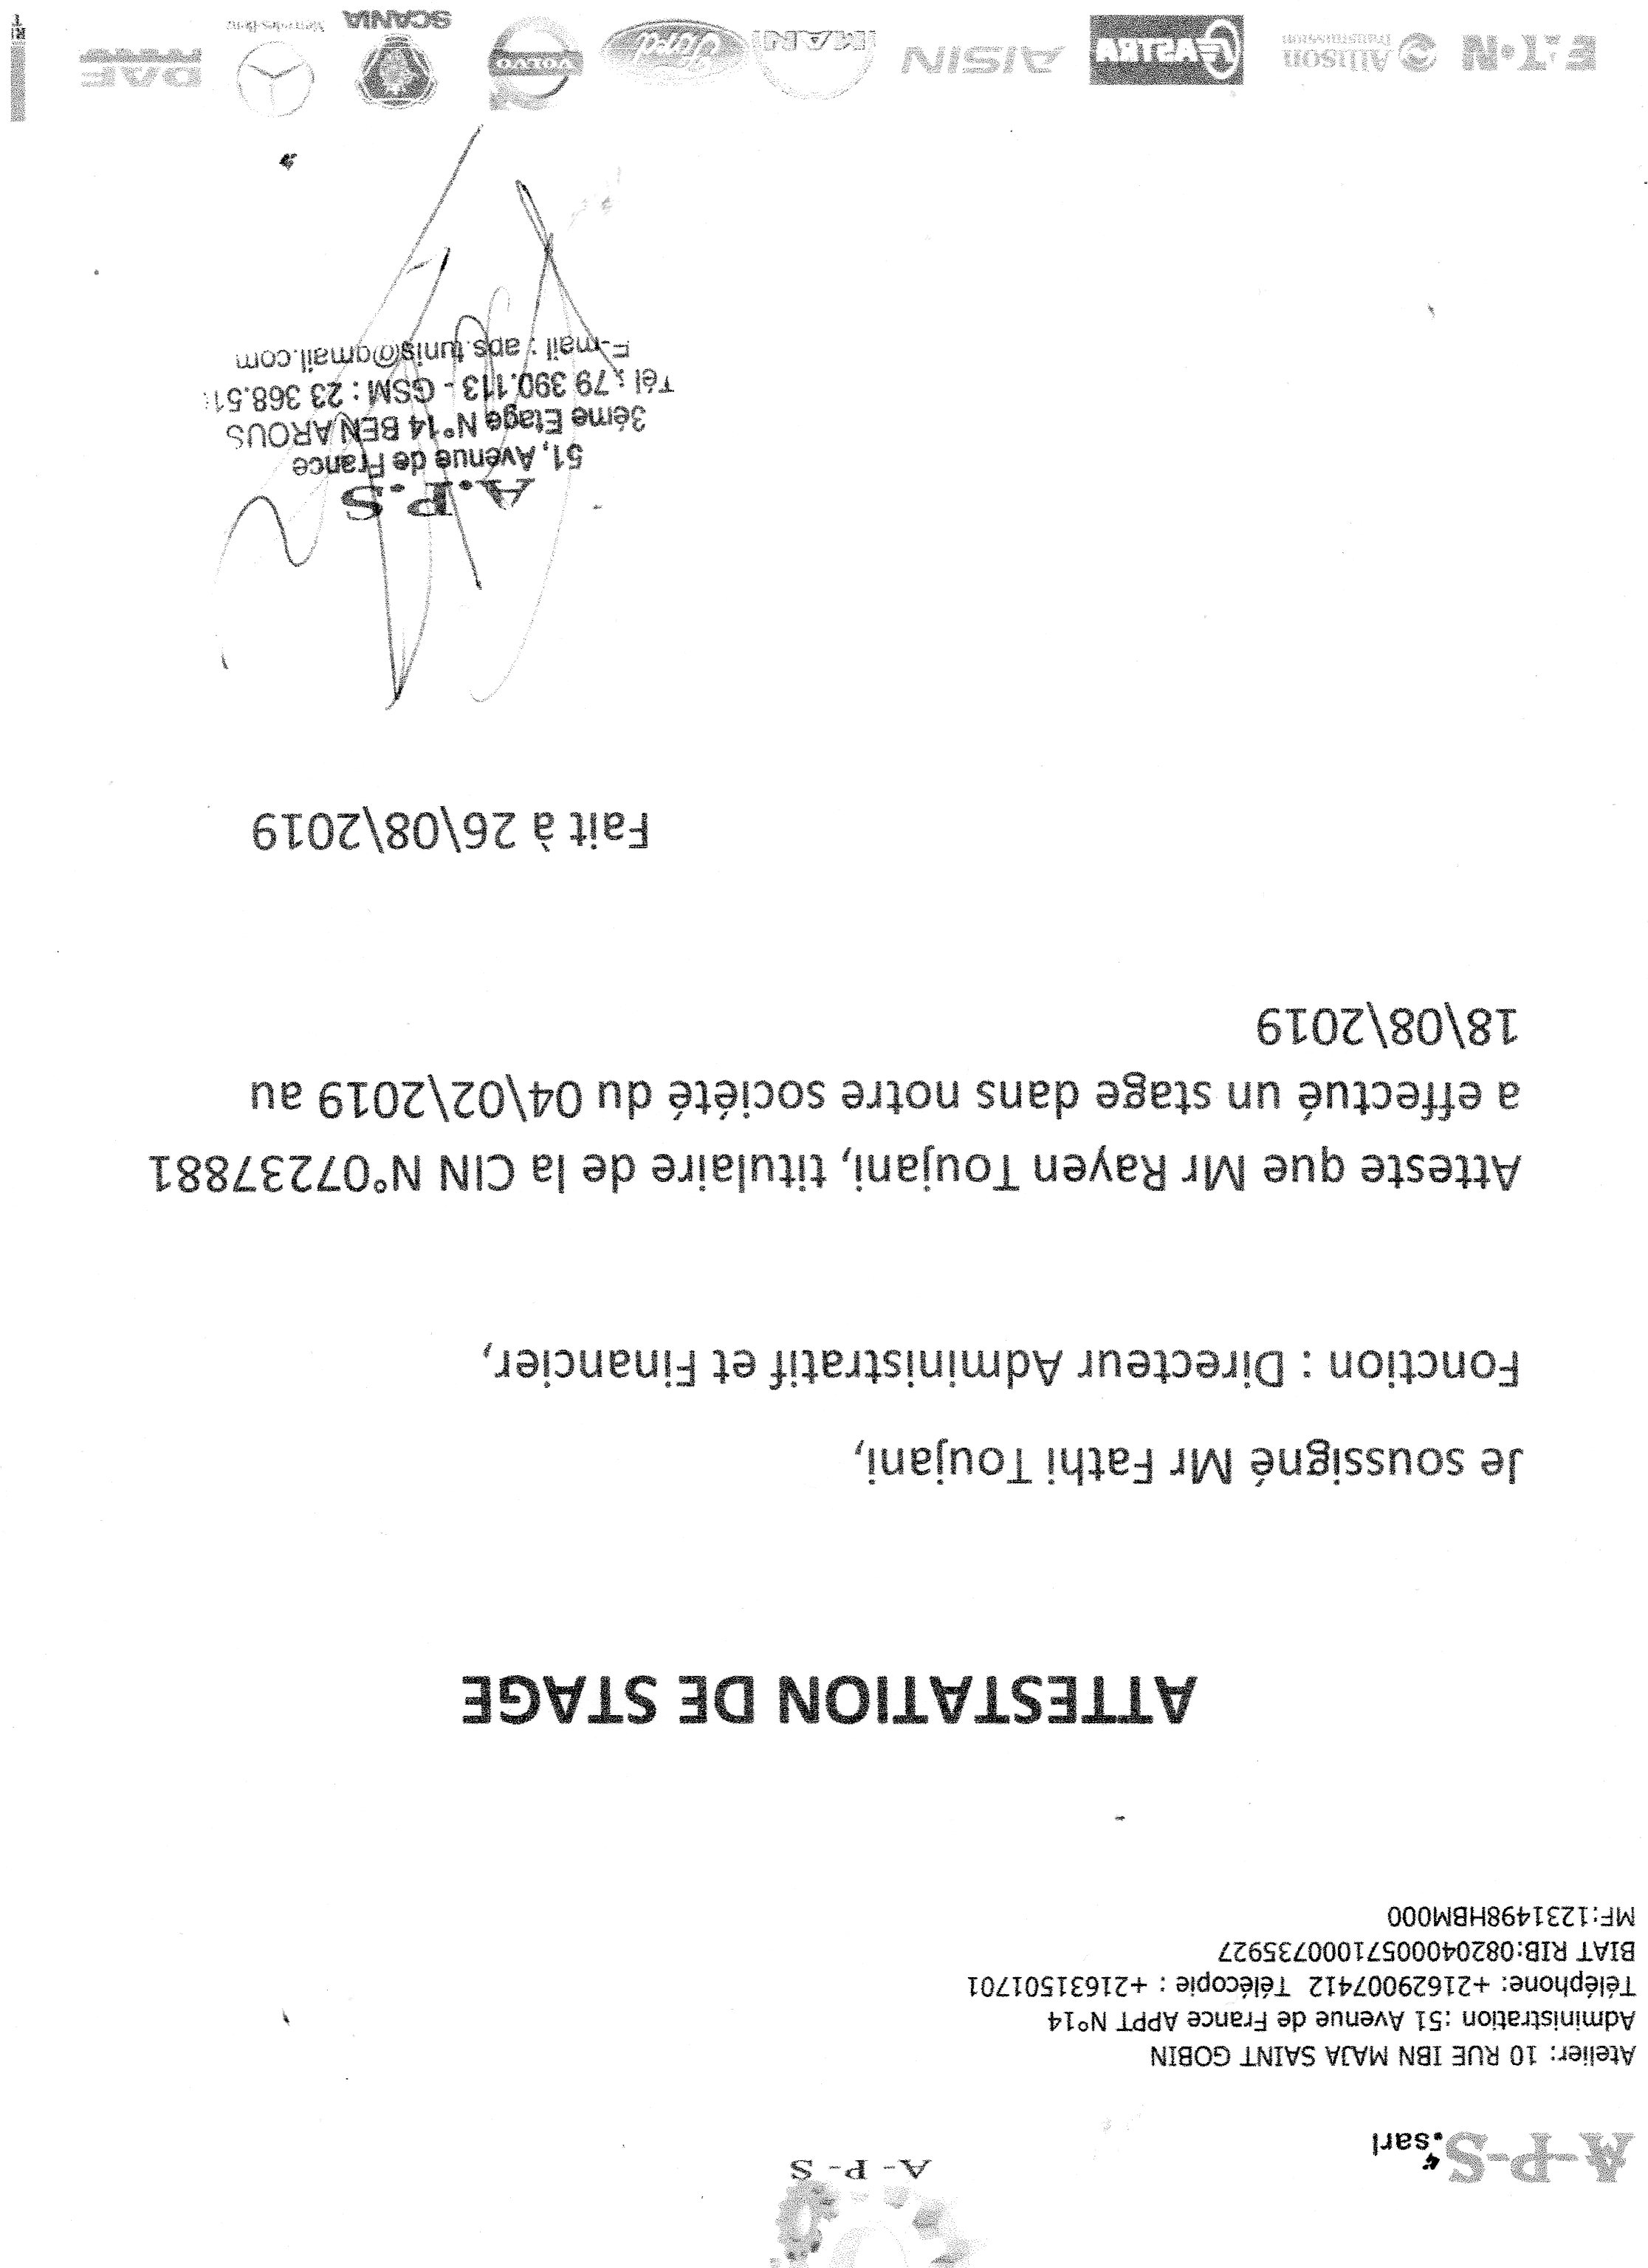 A- P- S
A-P-S.sarl
Atelier: 10 RUE IBN MAJA SAINT GOBIN
Administration :51 Avenue de France APPT N°14
Téléphone: +21629007412 Télécopie : +21631501701
BIAT RIB:08204000571000735927
MF:1231498HBM000
ATTESTATION DE STAGE
Je soussigné Mr Fathi Toujani,
Fonction : Directeur Administratif et Financier,
Atteste que Mr Rayen Toujani, titulaire de la CIN N°07237881
a effectué un stage dans notre société du 04\02\2019 au
18\08\2019
Fait à 26\08\2019
A.P.S
51, Avenue de France
3éme Etage N°14 BEN AROUS
Tél : 79 390.113 - GSM : 23 368.51
E-mail : aps.tunis@gmail.com
EATON Allison Transmission ASTRA AISIN MAN Ford VOLVO SCANIA Mercedes-Benz DAF